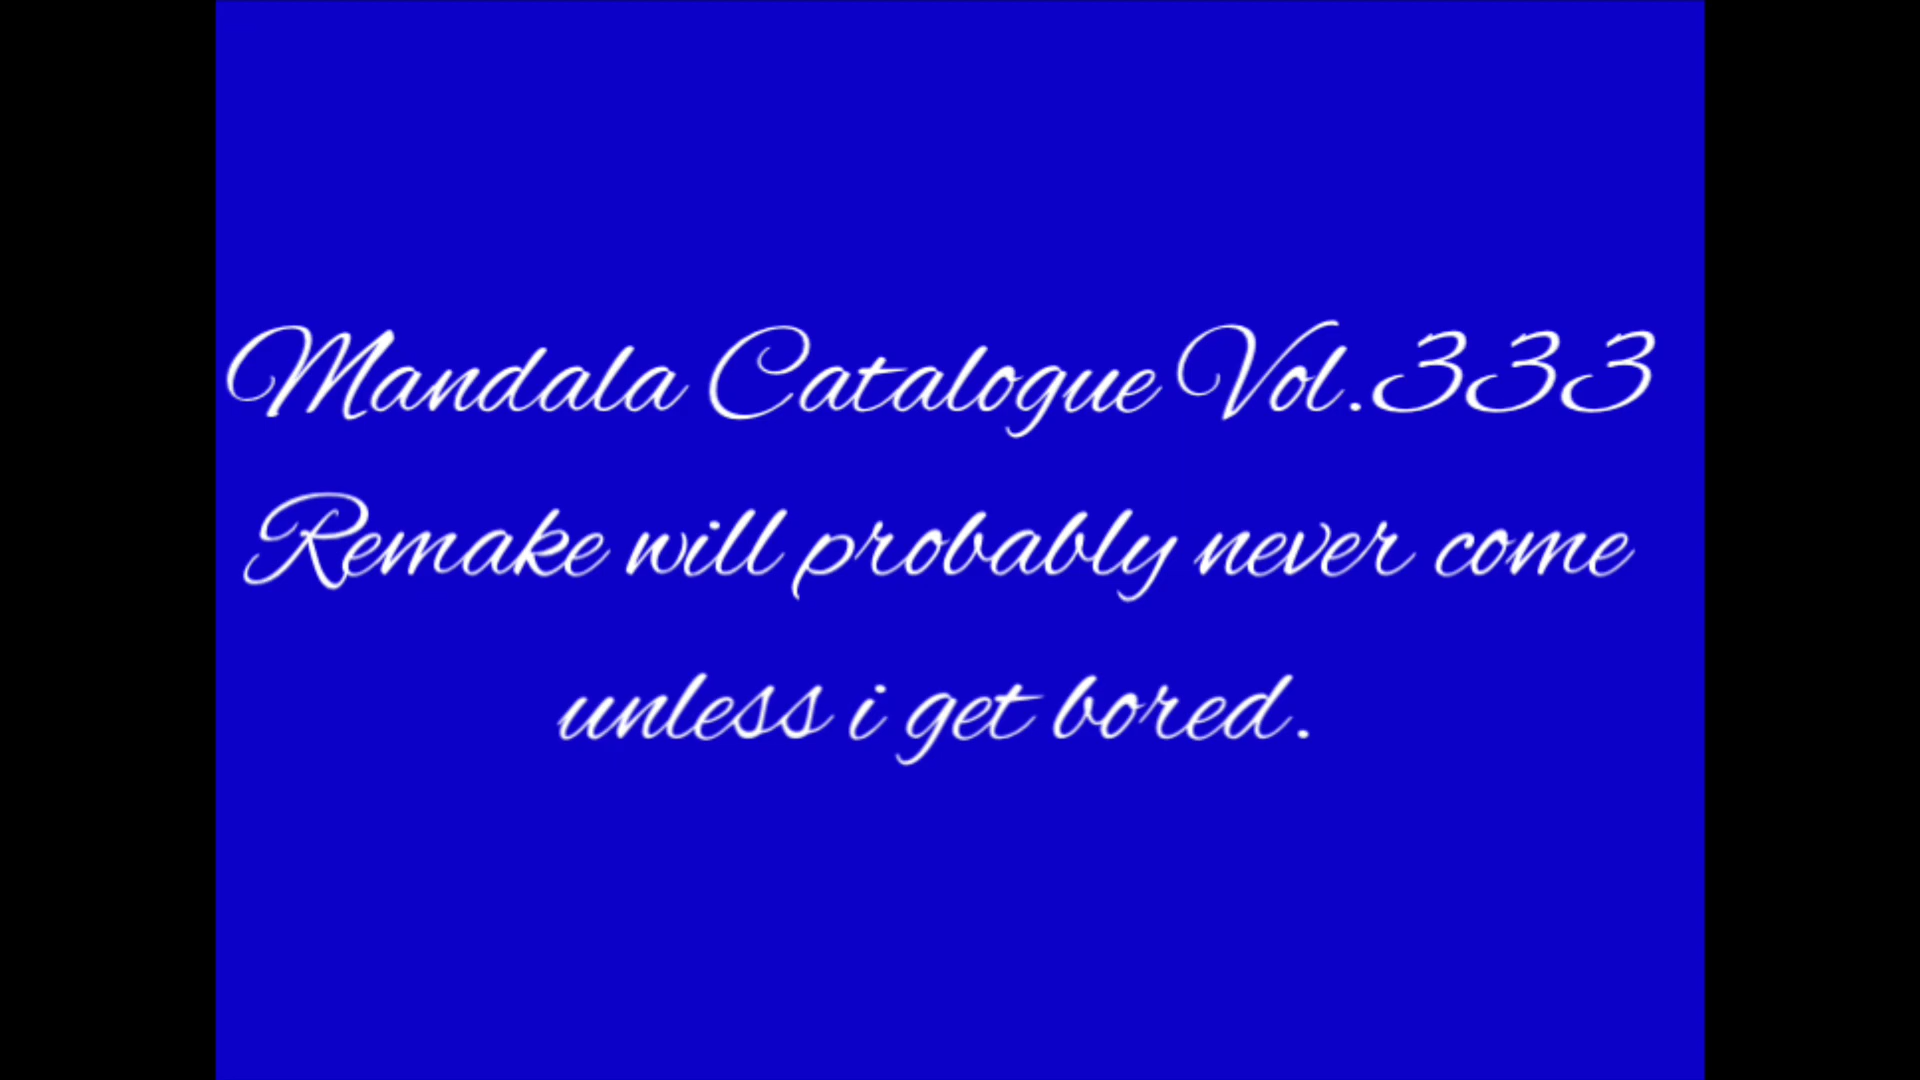 Mandala Catalogue Vol.333
Remake will probably never come
unless i get bored.